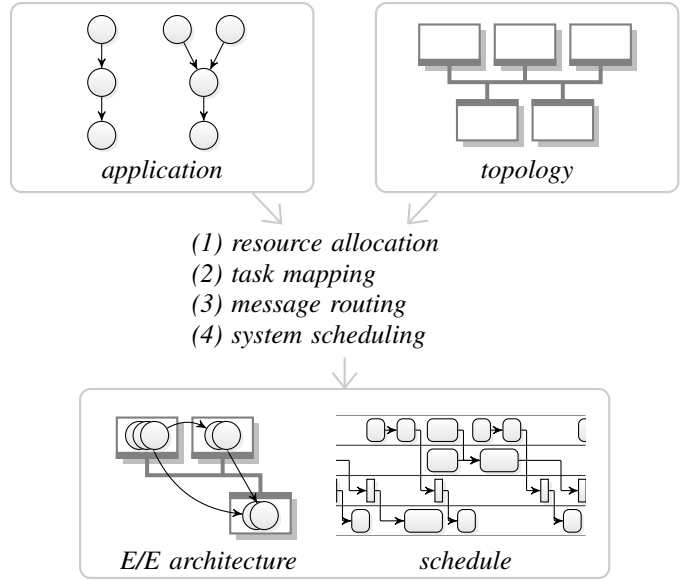 application
topology
(1) resource allocation
(2) task mapping
(3) message routing
(4) system scheduling
E/E architecture
schedule